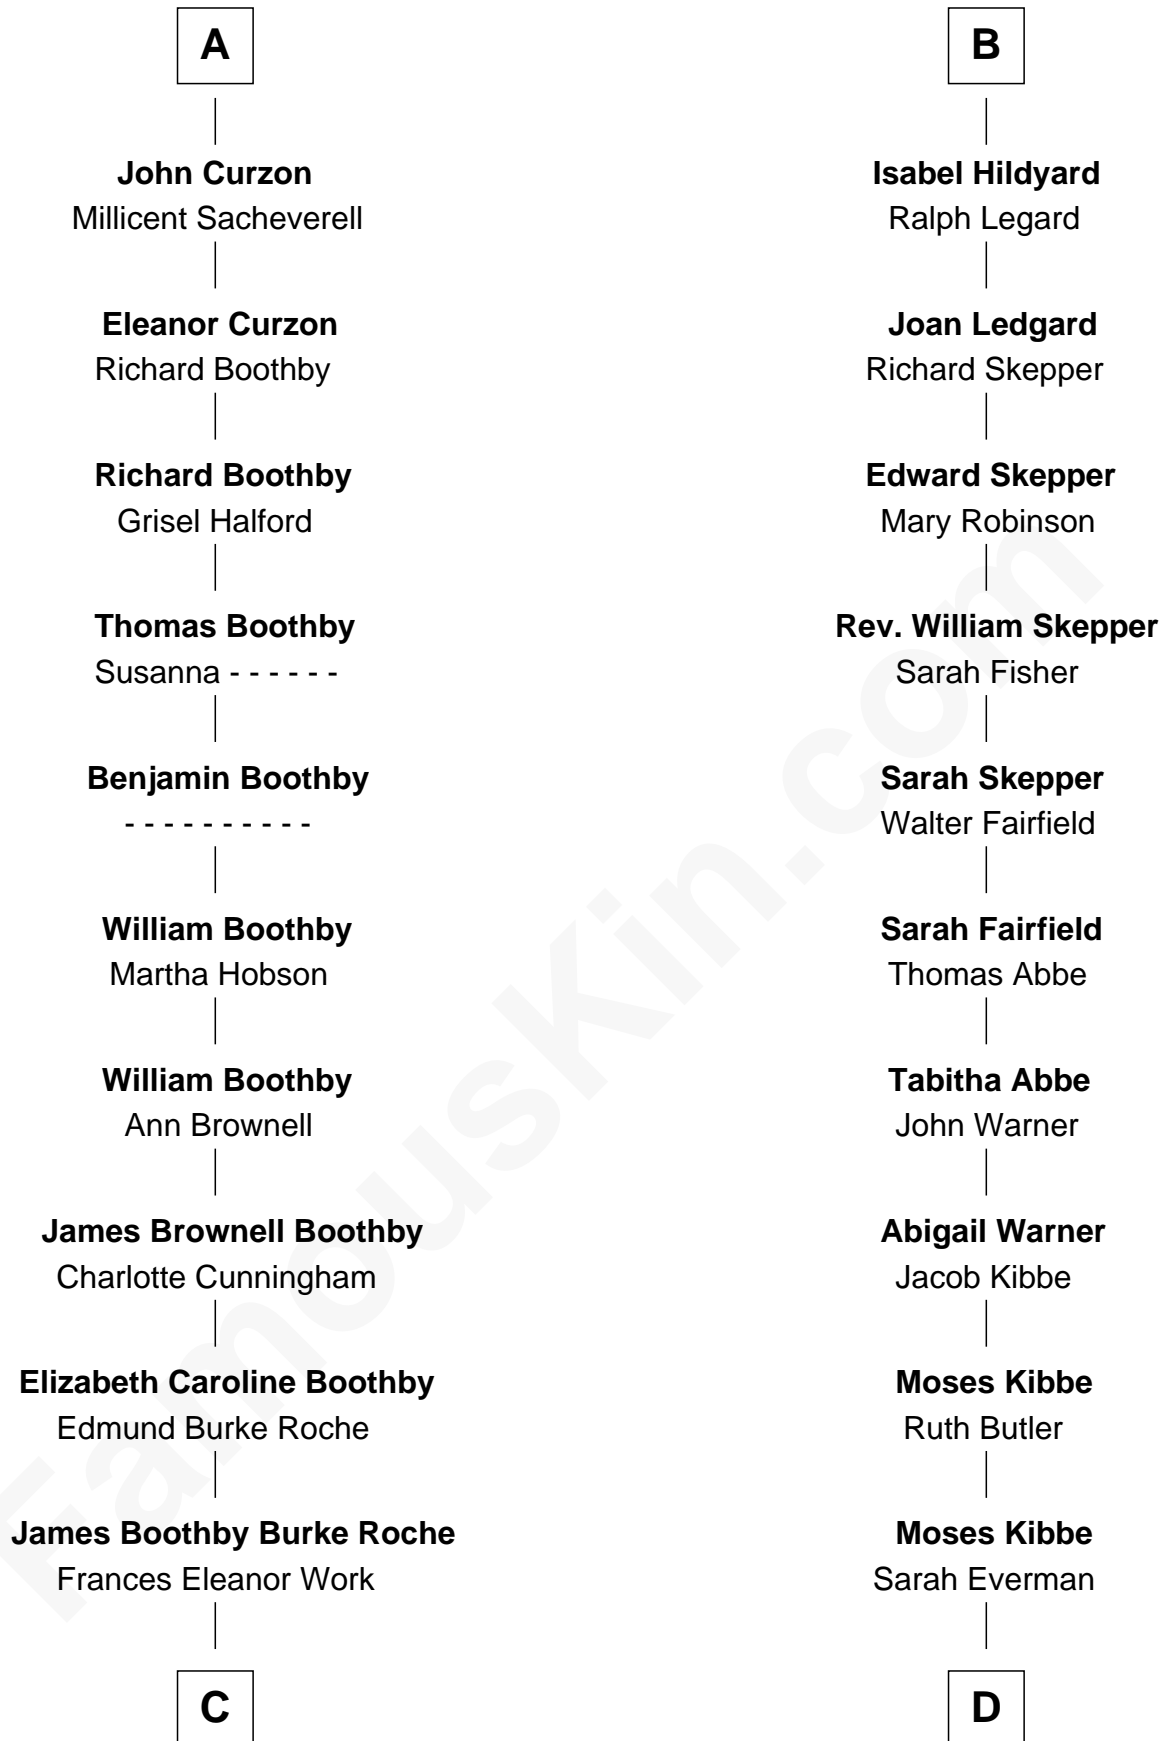 A
John Curzon
Millicent Sacheverell
Eleanor Curzon
Richard Boothby
Richard Boothby
Grisel Halford
Thomas Boothby
Susanna - - - - - -
Benjamin Boothby
- - - - - - - - - -
William Boothby
Martha Hobson
William Boothby
Ann Brownell
James Brownell Boothby
Charlotte Cunningham
Elizabeth Caroline Boothby
Edmund Burke Roche
James Boothby Burke Roche
Frances Eleanor Work
C
B
Isabel Hildyard
Ralph Legard
Joan Ledgard
Richard Skepper
Edward Skepper
Mary Robinson
Rev. William Skepper
Sarah Fisher
Sarah Skepper
Walter Fairfield
Sarah Fairfield
Thomas Abbe
Tabitha Abbe
John Warner
Abigail Warner
Jacob Kibbe
Moses Kibbe
Ruth Butler
Moses Kibbe
Sarah Everman
D
FamousKin.com